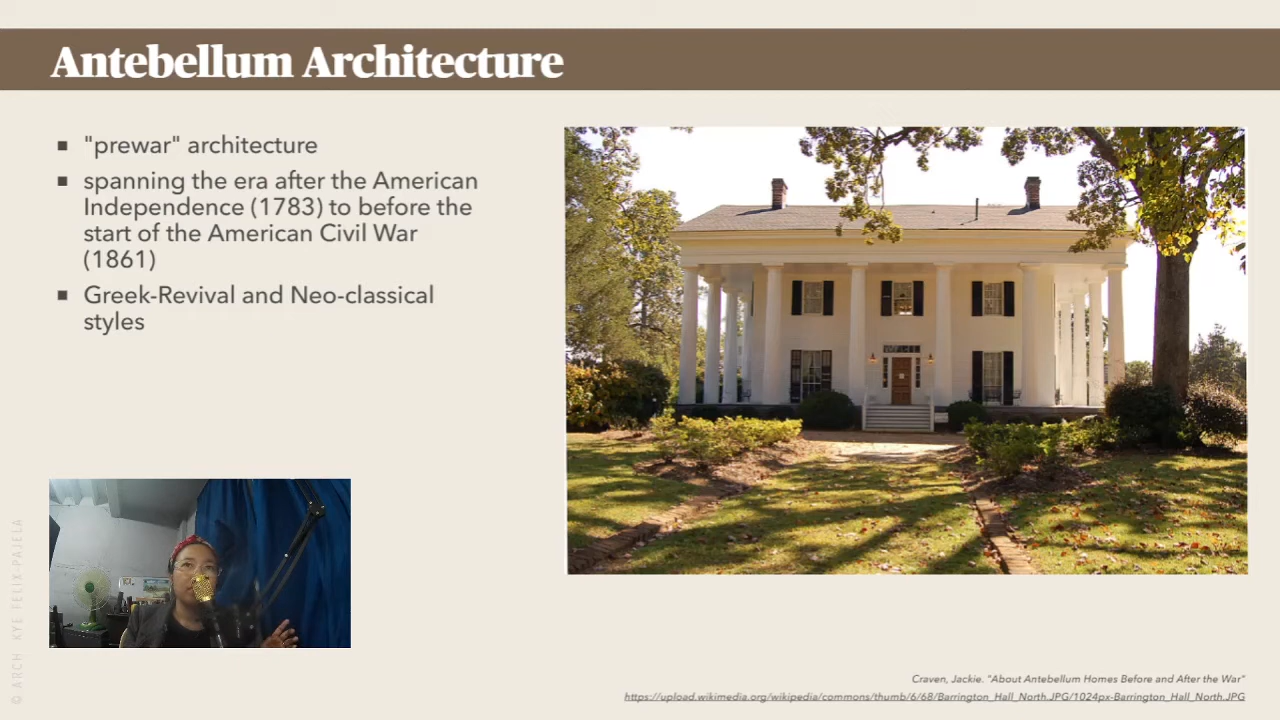 Antebellum Architecture
"prewar" architecture
spanning the era after the American
Independence (1783) to before the
start of the American Civil War
(1861)
Greek-Revival and Neo-classical
styles
© ARCH. KYE FELIX-PAJELA
Craven, Jackie. "About Antebellum Homes Before and After the War"
https://upload.wikimedia.org/wikipedia/commons/thumb/6/68/Barrington_Hall_North.JPG/1024px-Barrington_Hall_North.JPG